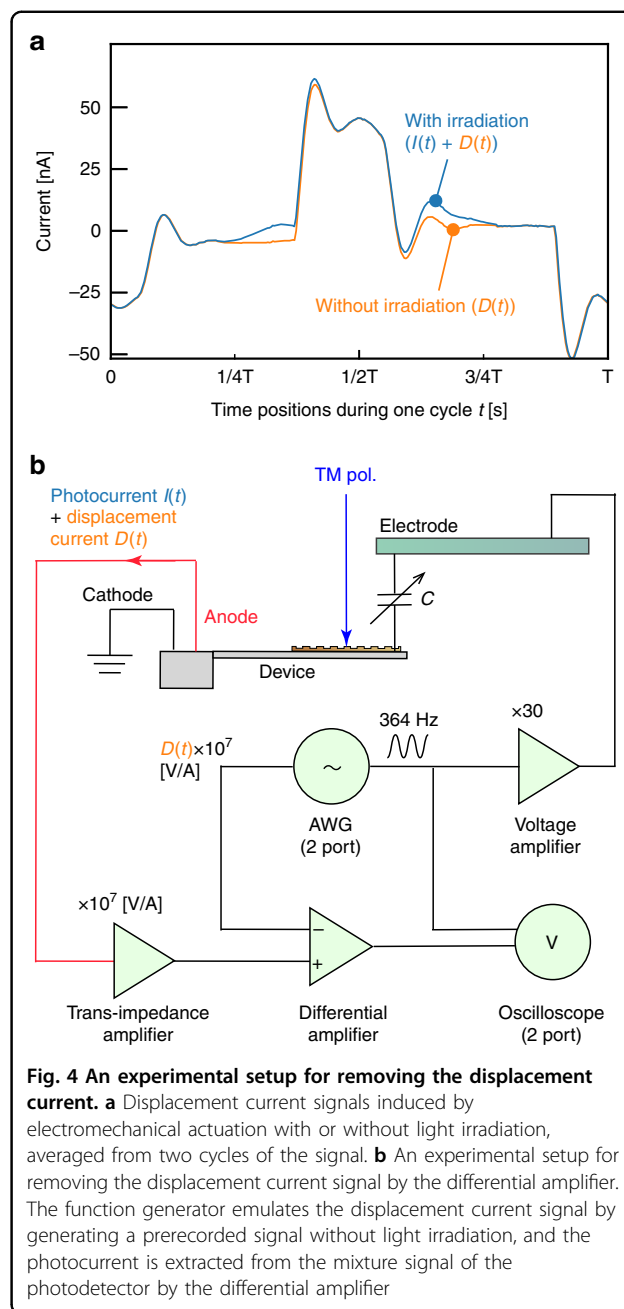 a
50
25
0
−25
−50
Current [nA]
With irradiation
(I(t) + D(t))
Without irradiation (D(t))
0
1/4T
1/2T
3/4T
T
Time positions during one cycle t [s]
b
Photocurrent I(t)
+ displacement
current D(t)
TM pol.
Electrode
Cathode
Anode
C
Device
D(t)×10⁷
[V/A]
364 Hz
×30
~
AWG
(2 port)
Voltage
amplifier
×10⁷ [V/A]
−
+
V
Trans-impedance
amplifier
Differential
amplifier
Oscilloscope
(2 port)
Fig. 4 An experimental setup for removing the displacement
current. a Displacement current signals induced by
electromechanical actuation with or without light irradiation,
averaged from two cycles of the signal. b An experimental setup for
removing the displacement current signal by the differential amplifier.
The function generator emulates the displacement current signal by
generating a prerecorded signal without light irradiation, and the
photocurrent is extracted from the mixture signal of the
photodetector by the differential amplifier